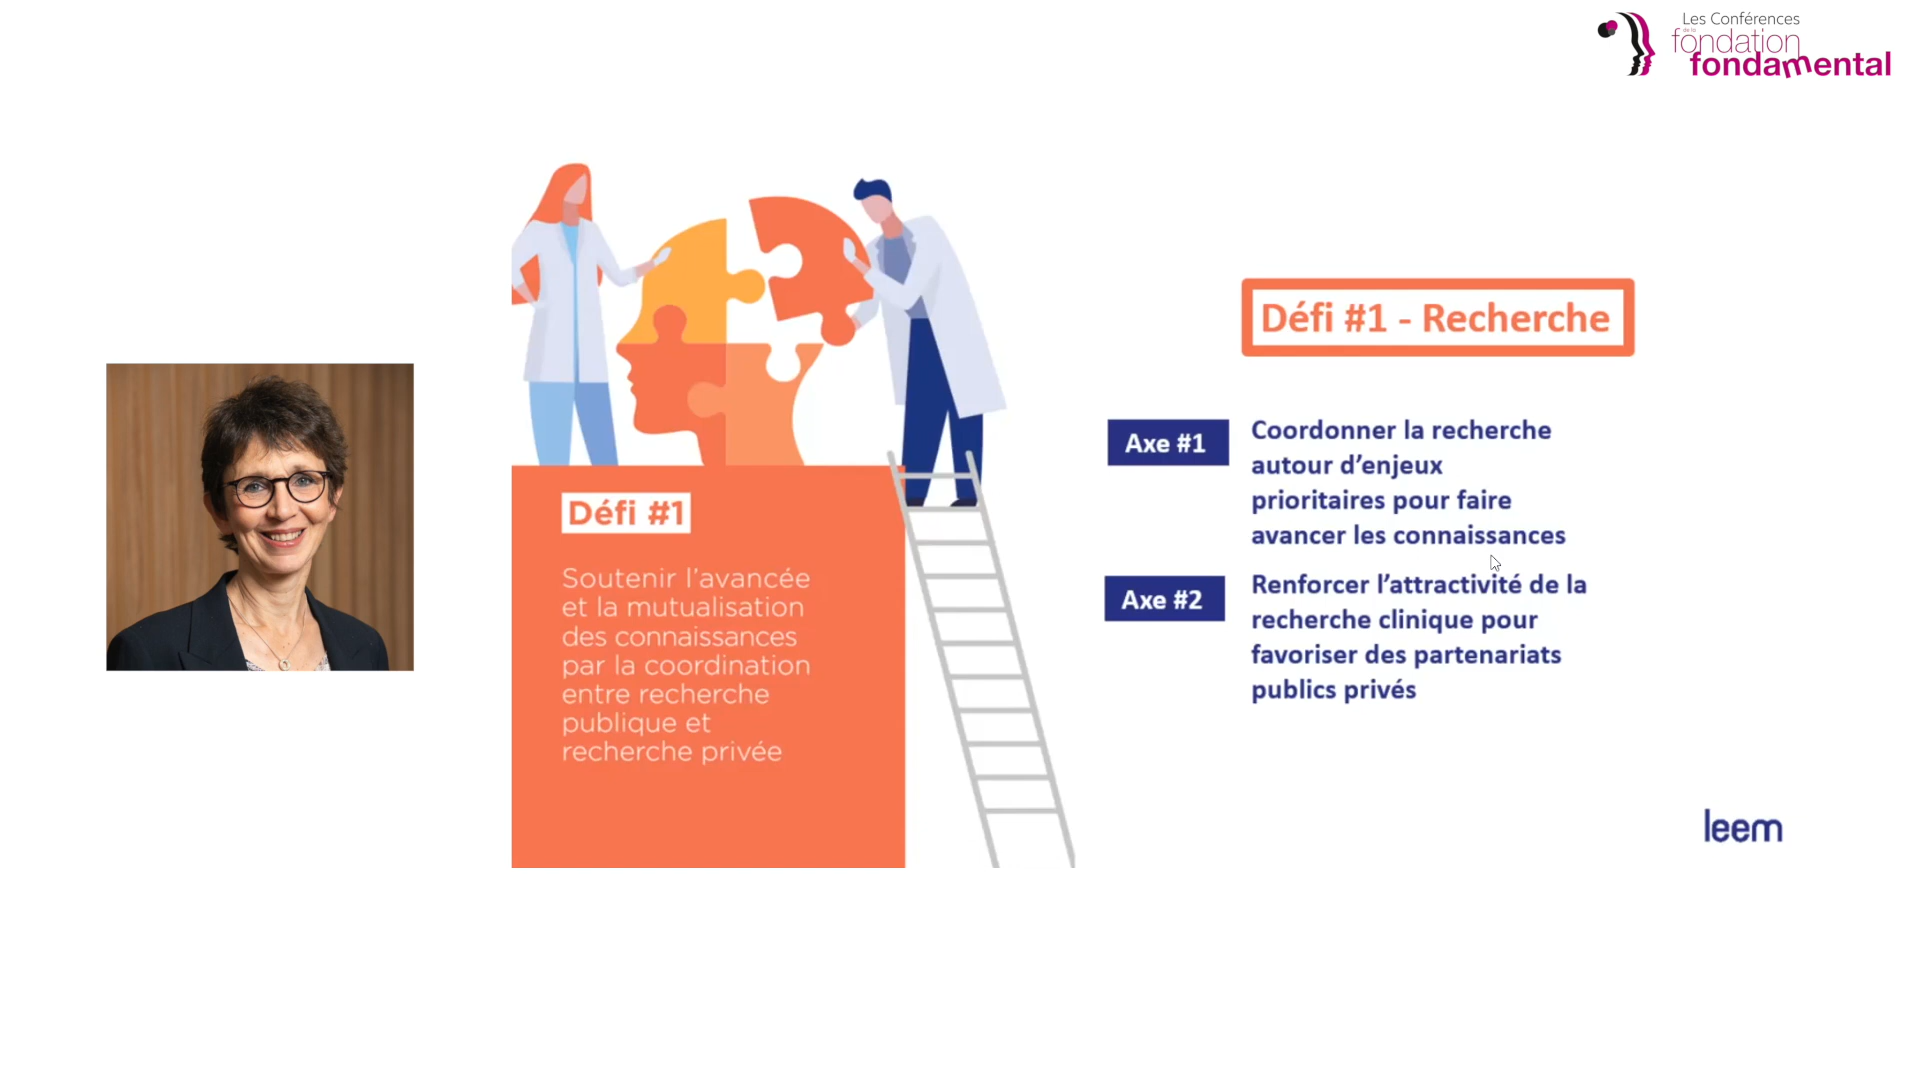 Les Conférences
de la
fondation
fondamental
Défi #1
Soutenir l'avancée
et la mutualisation
des connaissances
par la coordination
entre recherche
publique et
recherche privée
Défi #1 - Recherche
Axe #1
Coordonner la recherche
autour d'enjeux
prioritaires pour faire
avancer les connaissances
Axe #2
Renforcer l'attractivité de la
recherche clinique pour
favoriser des partenariats
publics privés
leem